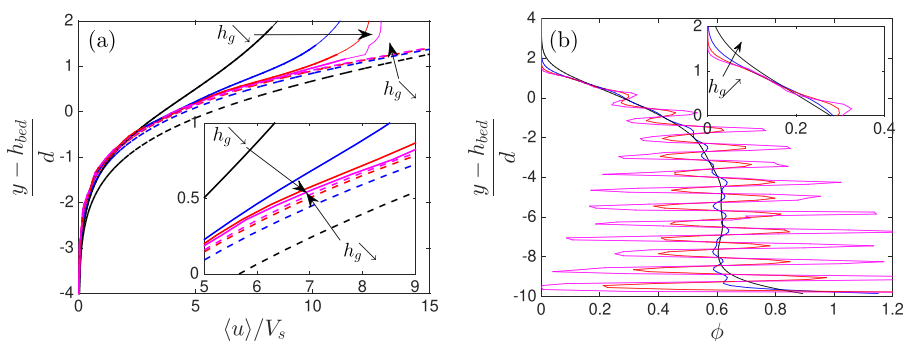 (a)
h_g ↘
h_g ↘
h_g ↘
h_g ↘
2
1
0
-1
-2
-3
-4
0 5 10 15
1
0.5
0
5 6 7 8 9
y − h_bed
d
⟨u⟩/V_s
(b)
h_g ↘
4
2
0
-2
-4
-6
-8
-10
0 0.2 0.4 0.6 0.8 1 1.2
2
1
0
0 0.2 0.4
y − h_bed
d
φ